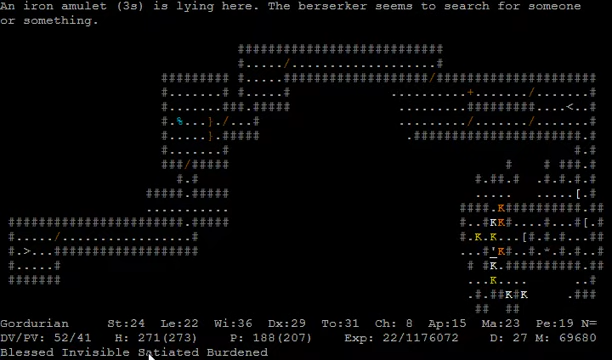 An iron amulet (3s) is lying here. The berserker seems to search for someone
or something.
Gordurian St:24 Le:22 Wi:36 Dx:29 To:31 Ch: 8 Ap:15 Ma:23 Pe:19 N=
DV/PV: 52/41 H: 271(273) P: 188(207) Exp: 22/1176072 D: 27 M: 69680
Blessed Invisible Satiated Burdened